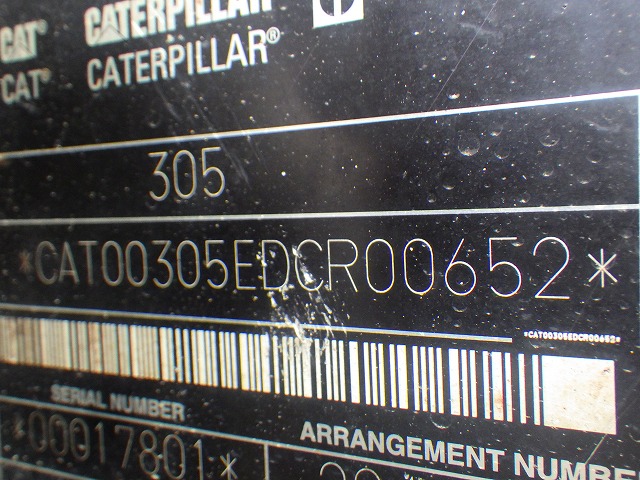 CAT® CATERPILLAR
CAT® CATERPILLAR®
305
*CAT00305EDCR00652*
*CAT00305EDCR00652*
SERIAL NUMBER
ARRANGEMENT NUMBER
*00017801*